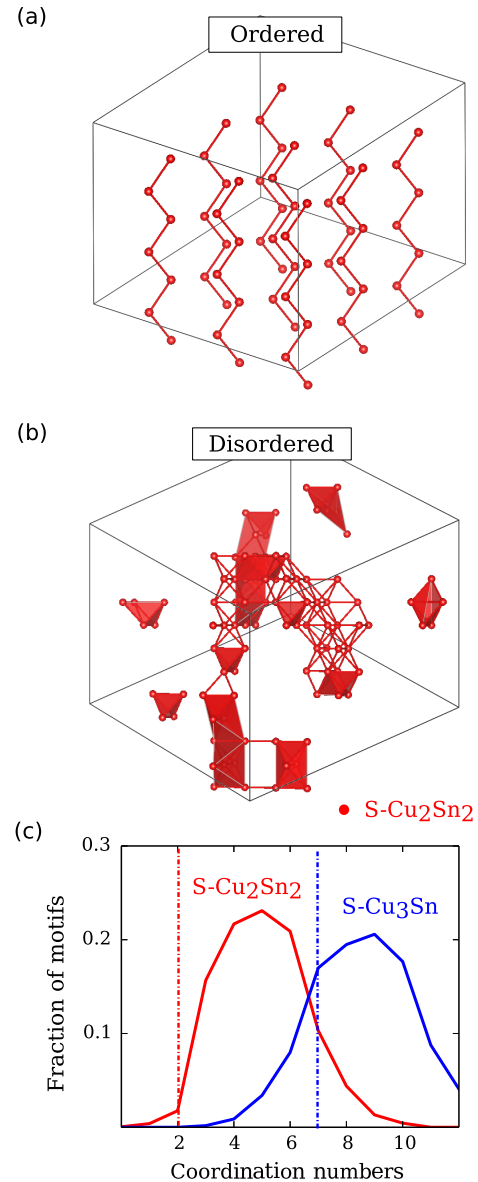 (a)
Ordered
(b)
Disordered
S-Cu2Sn2
(c)
0.3
0.2
0.1
S-Cu2Sn2
S-Cu3Sn
2 4 6 8 10
Fraction of motifs
Coordination numbers